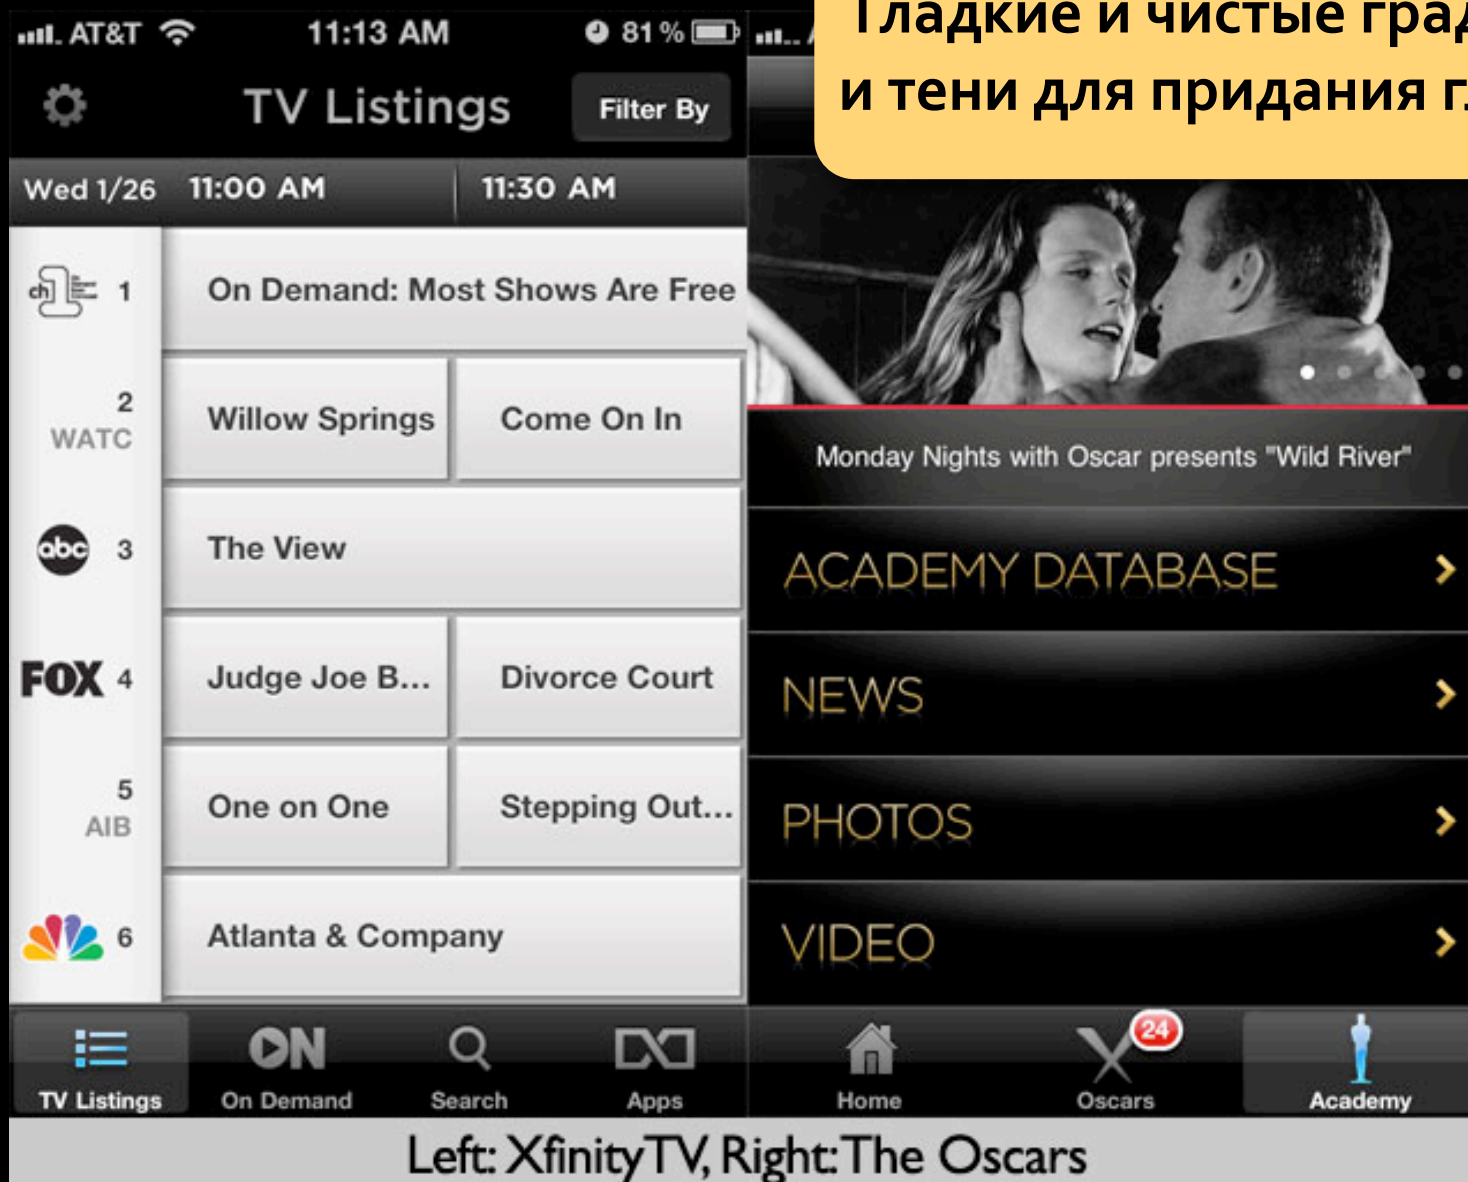 Гладкие и чистые
и тени для придания
AT&T 11:13 AM 81%
TV Listings Filter By
Wed 1/26 11:00 AM 11:30 AM
ch 1 On Demand: Most Shows Are Free
2 Willow Springs Come On In
WATC
abc 3 The View
FOX 4 Judge Joe B... Divorce Court
5 One on One Stepping Out...
AIB
6 Atlanta & Company
TV Listings On Demand Search Apps
ON
Monday Nights with Oscar presents "Wild River"
ACADEMY DATABASE
NEWS
PHOTOS
VIDEO
24
Home Oscars Academy
Left: XfinityTV, Right: The Oscars